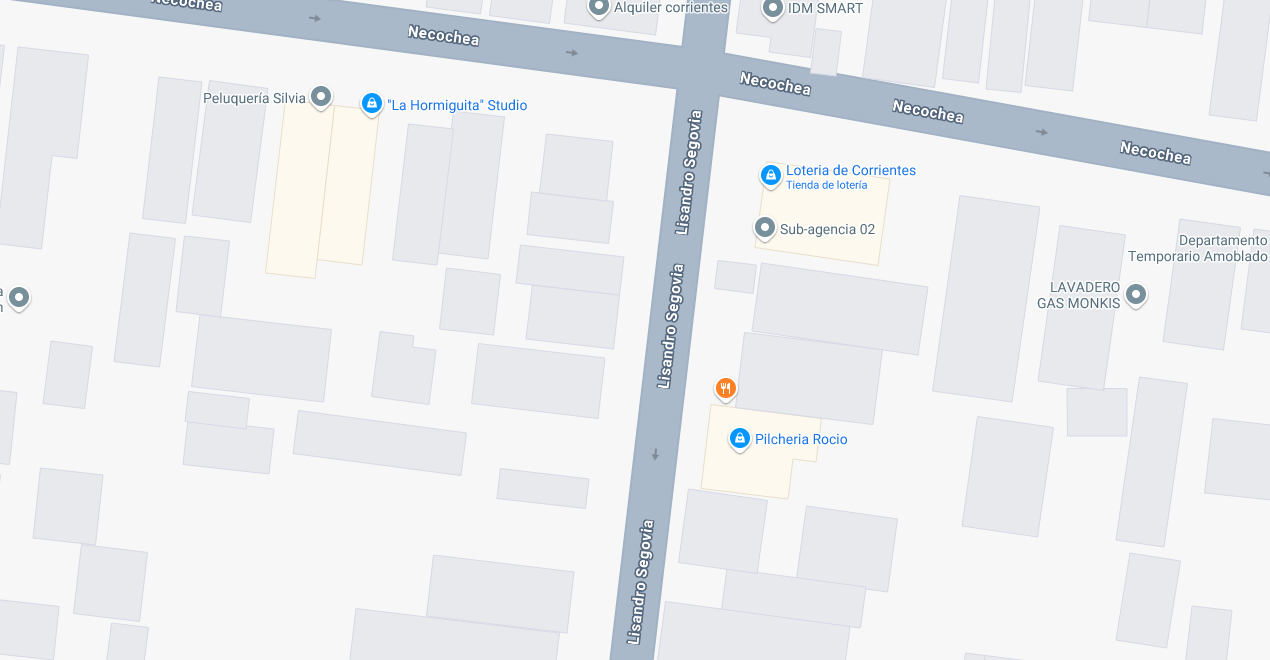 Necochea
Alquiler corrientes
IDM SMART
Necochea
Necochea
Necochea
Necochea
Peluquería Silvia
"La Hormiguita" Studio
Lisandro Segovia
Loteria de Corrientes
Tienda de lotería
Sub-agencia 02
Departamento
Temporario Amoblado
LAVADERO
GAS MONKIS
Lisandro Segovia
Pilcheria Rocio
Lisandro Segovia